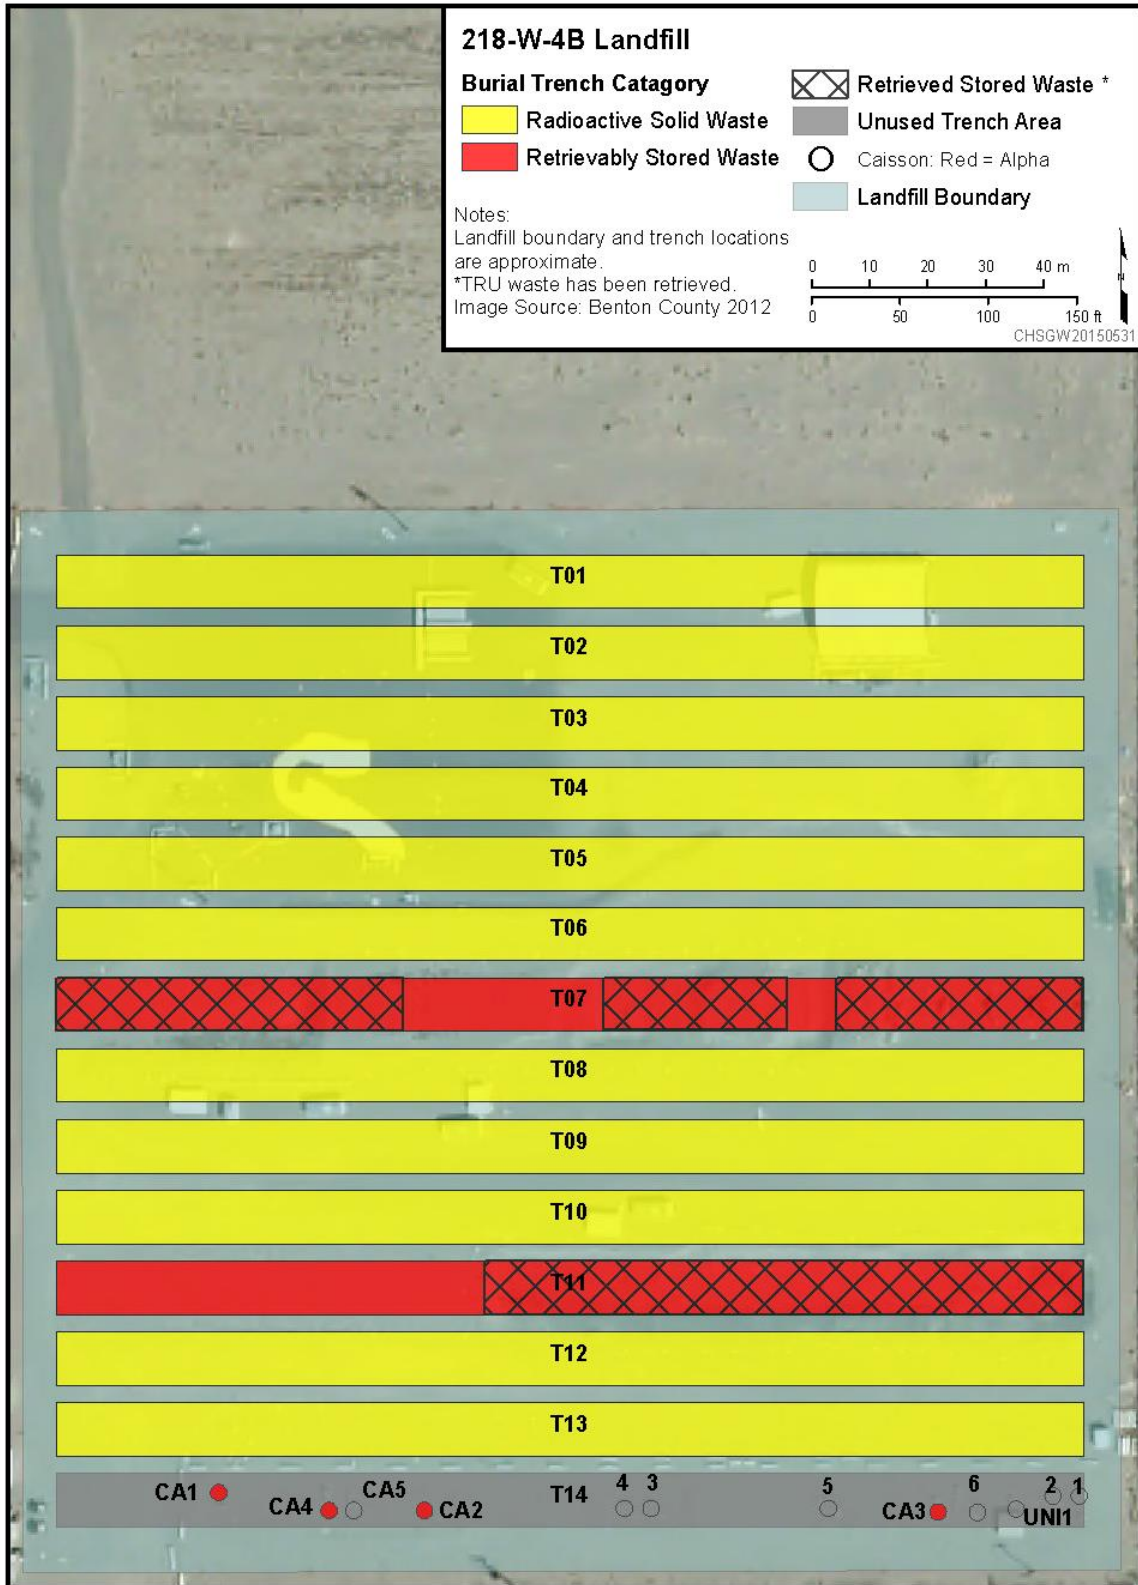 218-W-4B Landfill
Burial Trench Catagory
Radioactive Solid Waste
Retrievably Stored Waste
Retrieved Stored Waste *
Unused Trench Area
Caisson: Red = Alpha
Landfill Boundary
Notes:
Landfill boundary and trench locations
are approximate.
*TRU waste has been retrieved.
Image Source: Benton County 2012
0 10 20 30 40 m
0 50 100 150 ft
N
CHSGW20150531
T01
T02
T03
T04
T05
T06
T07
T08
T09
T10
T11
T12
T13
CA1 CA4 CA5 CA2 T14 4 3 5 CA3 6 2 1
UNI1